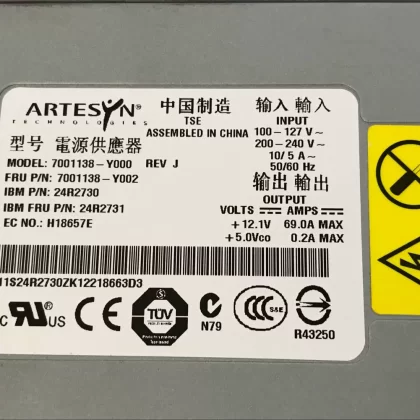 ARTESYN®
TECHNOLOGIES
中国制造
TSE
ASSEMBLED IN CHINA
输入 輸入
INPUT
100-127 V~
200-240 V~
10/ 5 A~
50/60 Hz
型号 電源供應器
MODEL: 7001138-Y000 REV J
FRU P/N: 7001138-Y002
IBM P/N: 24R2730
IBM FRU P/N: 24R2731
EC NO.: H18657E
输出 輸出
OUTPUT
VOLTS ⎓ AMPS ⎓
+12.1V 69.0A MAX
+5.0Vco 0.2A MAX
11S24R2730ZK12218663D3
C UL US
CE
TÜV
N79
CCC
S&E
R43250